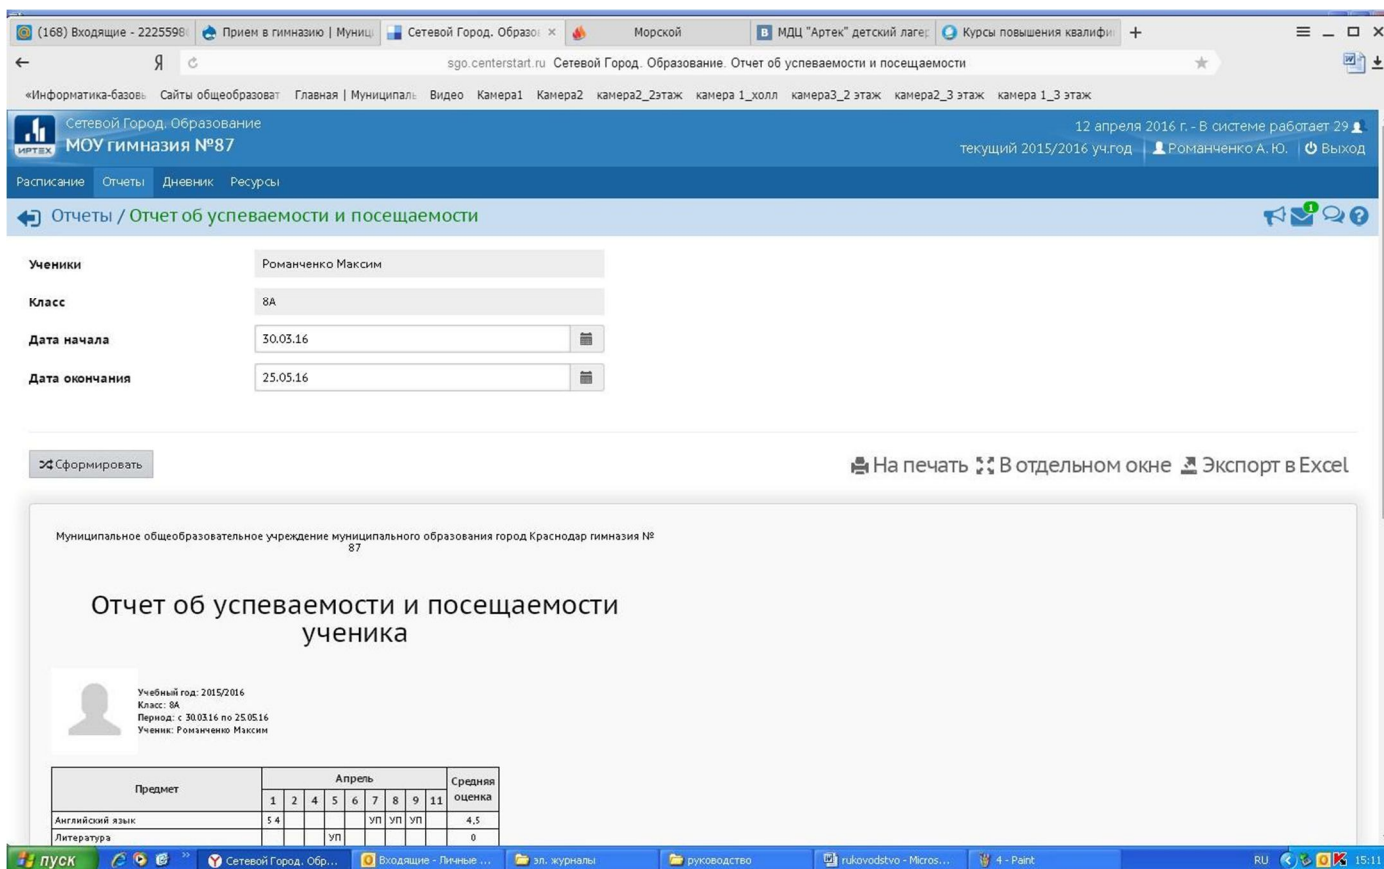 (168) Входящие - 2225598
Прием в гимназию | Муници
Сетевой Город. Образов ×
Морской
В МДЦ "Артек" детский лагер
Курсы повышения квалифи
+
Я sgo.centerstart.ru Сетевой Город. Образование. Отчет об успеваемости и посещаемости
«Информатика-базовь Сайты общеобразоват Главная | Муниципаль Видео Камера1 Камера2 камера2_2этаж камера 1_холл камера3_2 этаж камера2_3 этаж камера 1_3 этаж
Сетевой Город. Образование
12 апреля 2016 г. - В системе работает 29
ИРТЕХ МОУ гимназия №87
текущий 2015/2016 уч.год Романченко А. Ю. Выход
Расписание Отчеты Дневник Ресурсы
Отчеты / Отчет об успеваемости и посещаемости 1 ?
Ученики Романченко Максим
Класс 8А
Дата начала 30.03.16
Дата окончания 25.05.16
Сформировать На печать В отдельном окне Экспорт в Excel
Муниципальное общеобразовательное учреждение муниципального образования город Краснодар гимназия №
87
Отчет об успеваемости и посещаемости
ученика
Учебный год: 2015/2016
Класс: 8А
Период: с 30.03.16 по 25.05.16
Ученик: Романченко Максим
Предмет Апрель Средняя оценка
1 2 4 5 6 7 8 9 11
Английский язык 5 4 УП УП УП 4,5
Литература УП 0
пуск » Сетевой Город. Обр... Входящие - Личные ... эл. журналы руководство rukovodstvo - Micros... 4 - Paint RU 15:11